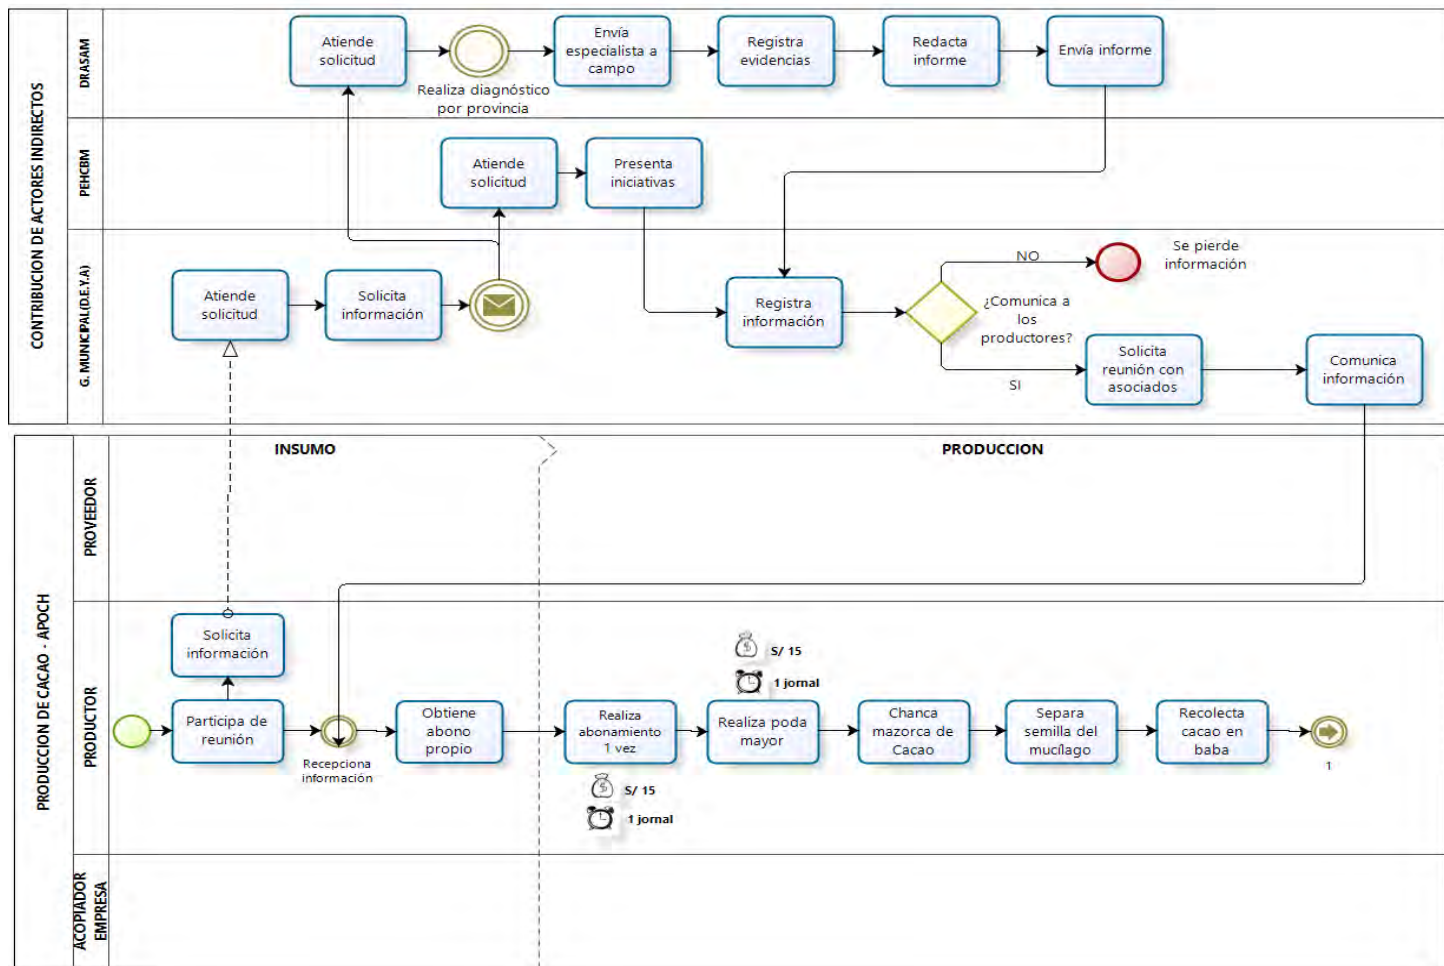 CONTRIBUCION DE ACTORES INDIRECTOS
DRASAM
Atiende
solicitud
Realiza diagnóstico
por provincia
Envía
especialista a
campo
Registra
evidencias
Redacta
informe
Envía informe
PEHCBM
Atiende
solicitud
Presenta
iniciativas
G. MUNICIPAL(DE.Y.A)
Atiende
solicitud
Solicita
información
Registra
información
¿Comunica a
los
productores?
NO
Se pierde
información
SI
Solicita
reunión con
asociados
Comunica
información
PRODUCCION DE CACAO - APOCH
INSUMO
PRODUCCION
PROVEEDOR
PRODUCTOR
Solicita
información
Participa de
reunión
Recepciona
información
Obtiene
abono
propio
Realiza
abonamiento
1 vez
S/ 15
1 jornal
S/ 15
1 jornal
Realiza poda
mayor
Chanca
mazorca de
Cacao
Separa
semilla del
mucílago
Recolecta
cacao en
baba
1
ACOPIADOR
EMPRESA